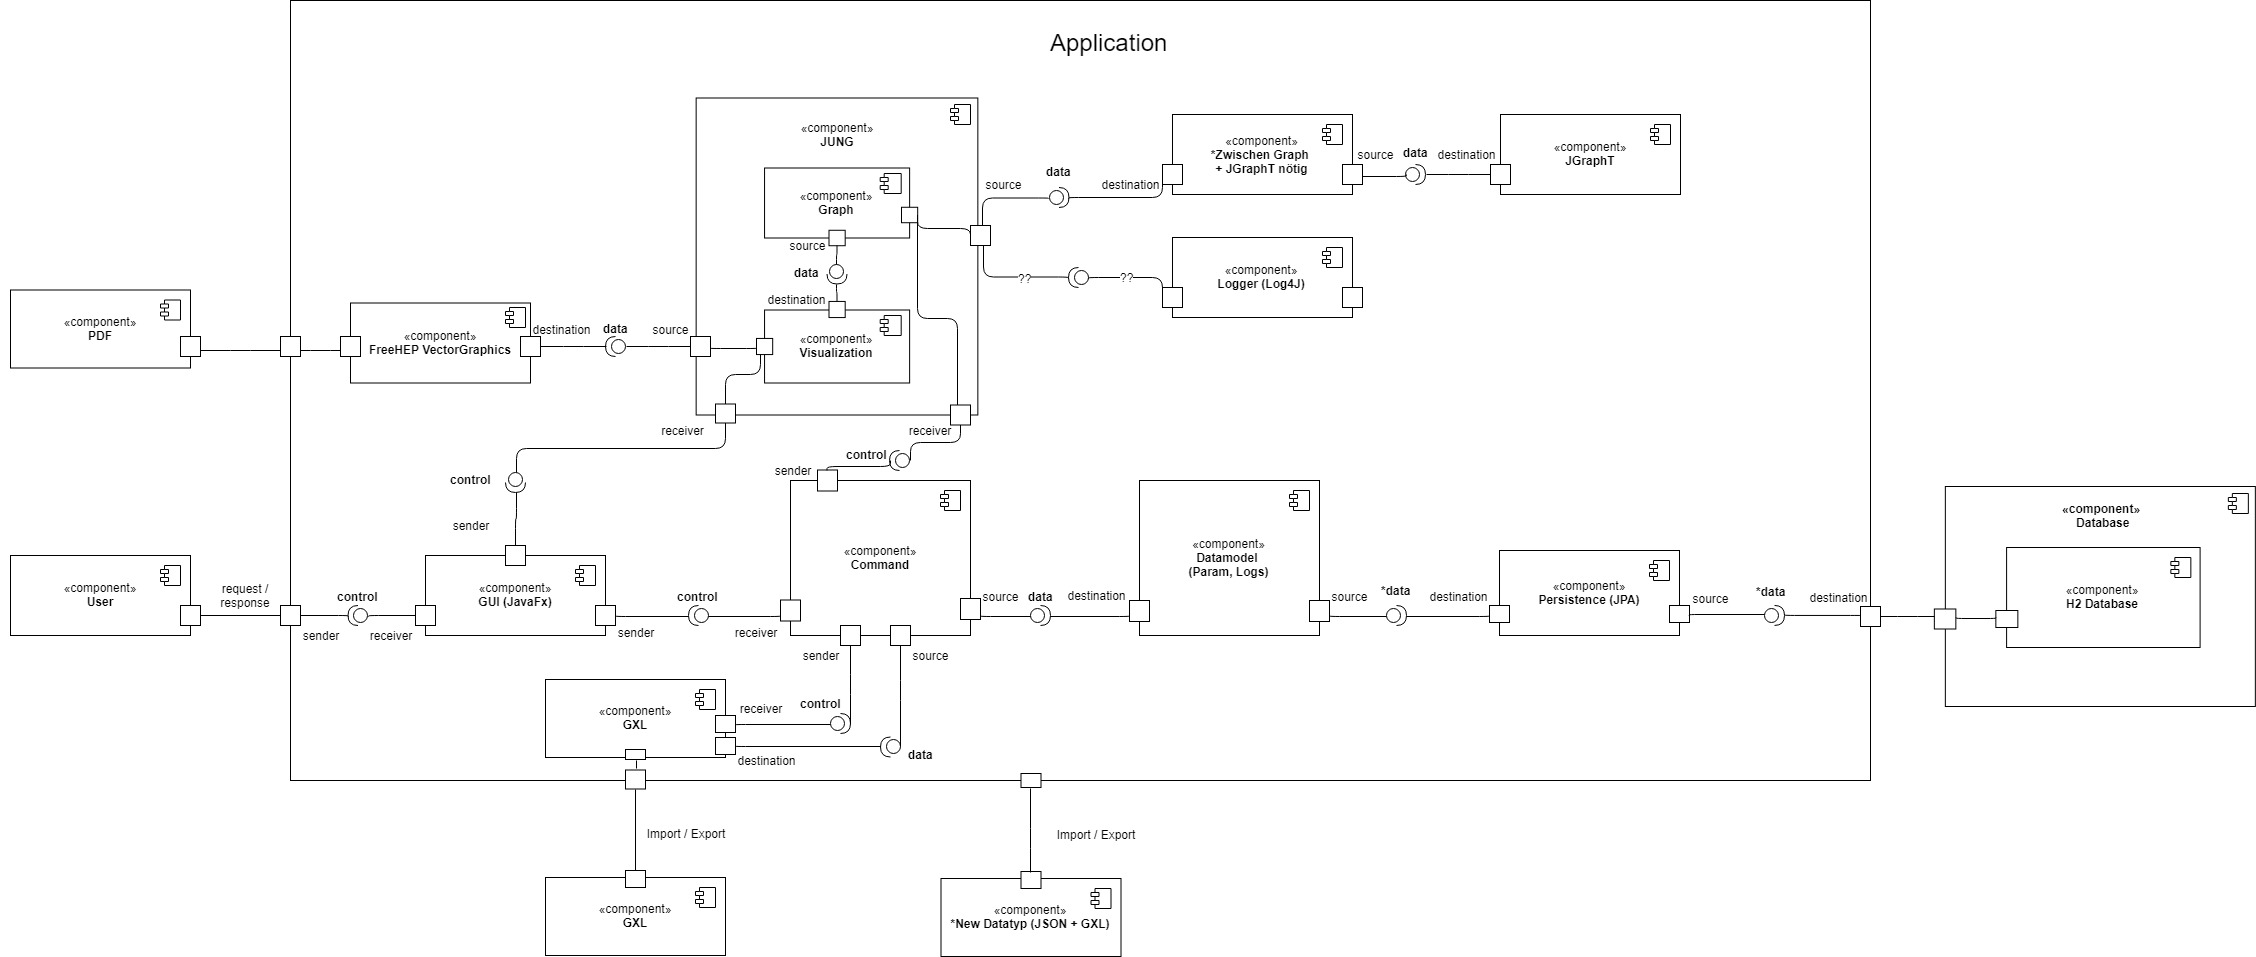 Application
«component»
JUNG
«component»
Graph
source
data
destination
«component»
Visualization
source
data
destination
«component»
*Zwischen Graph
+ JGraphT nötig
source
data
destination
«component»
JGraphT
??
??
«component»
Logger (Log4J)
«component»
PDF
«component»
FreeHEP VectorGraphics
destination
data
source
receiver
control
sender
receiver
control
sender
«component»
User
request /
response
control
sender
receiver
«component»
GUI (JavaFx)
control
sender
receiver
«component»
Command
source
data
destination
«component»
Datamodel
(Param, Logs)
source
*data
destination
«component»
Persistence (JPA)
source
*data
destination
«component»
Database
«component»
H2 Database
sender
source
«component»
GXL
receiver
control
destination
data
Import / Export
Import / Export
«component»
GXL
«component»
*New Datatyp (JSON + GXL)